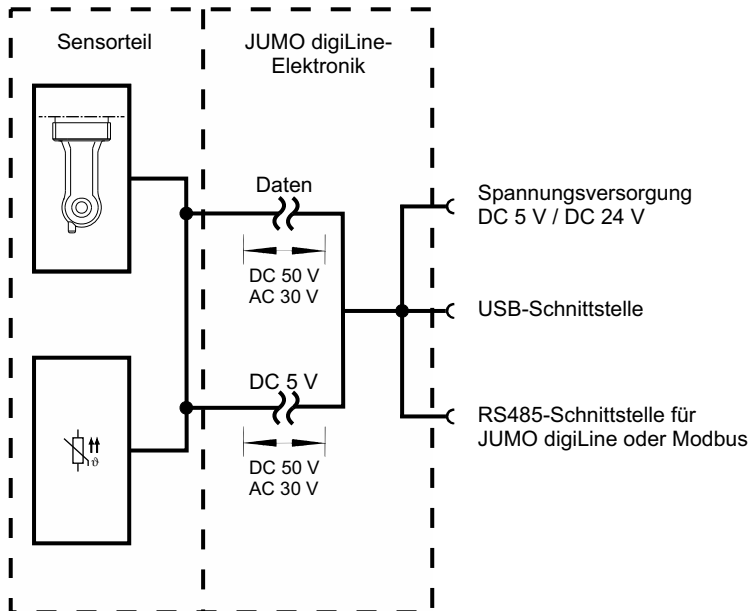 Sensorteil
JUMO digiLine-
Elektronik
Daten
DC 50 V
AC 30 V
DC 5 V
DC 50 V
AC 30 V
ϑ
Spannungsversorgung
DC 5 V / DC 24 V
USB-Schnittstelle
RS485-Schnittstelle für
JUMO digiLine oder Modbus